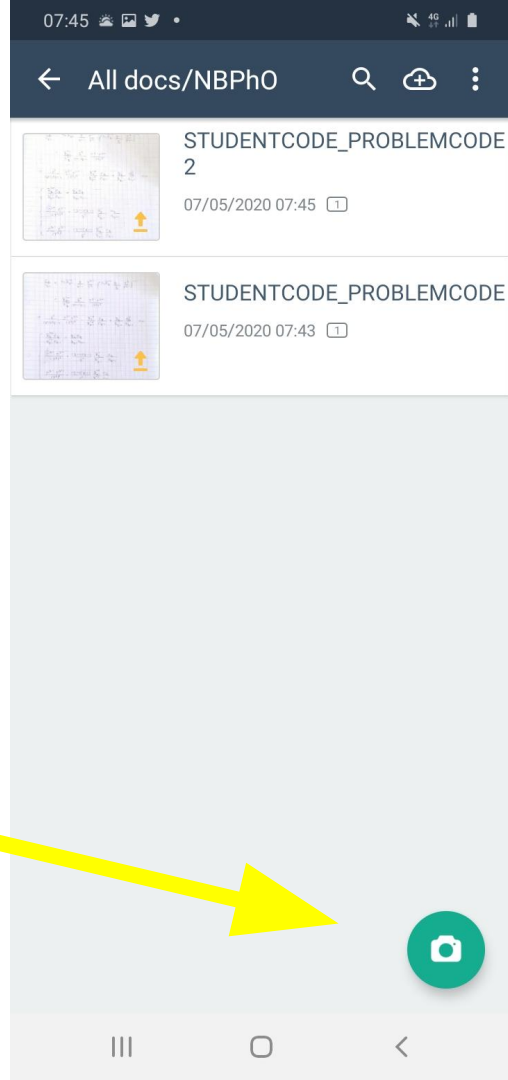 07:45
4G
All docs/NBPhO
STUDENTCODE_PROBLEMCODE
2
07/05/2020 07:45 1
STUDENTCODE_PROBLEMCODE
07/05/2020 07:43 1